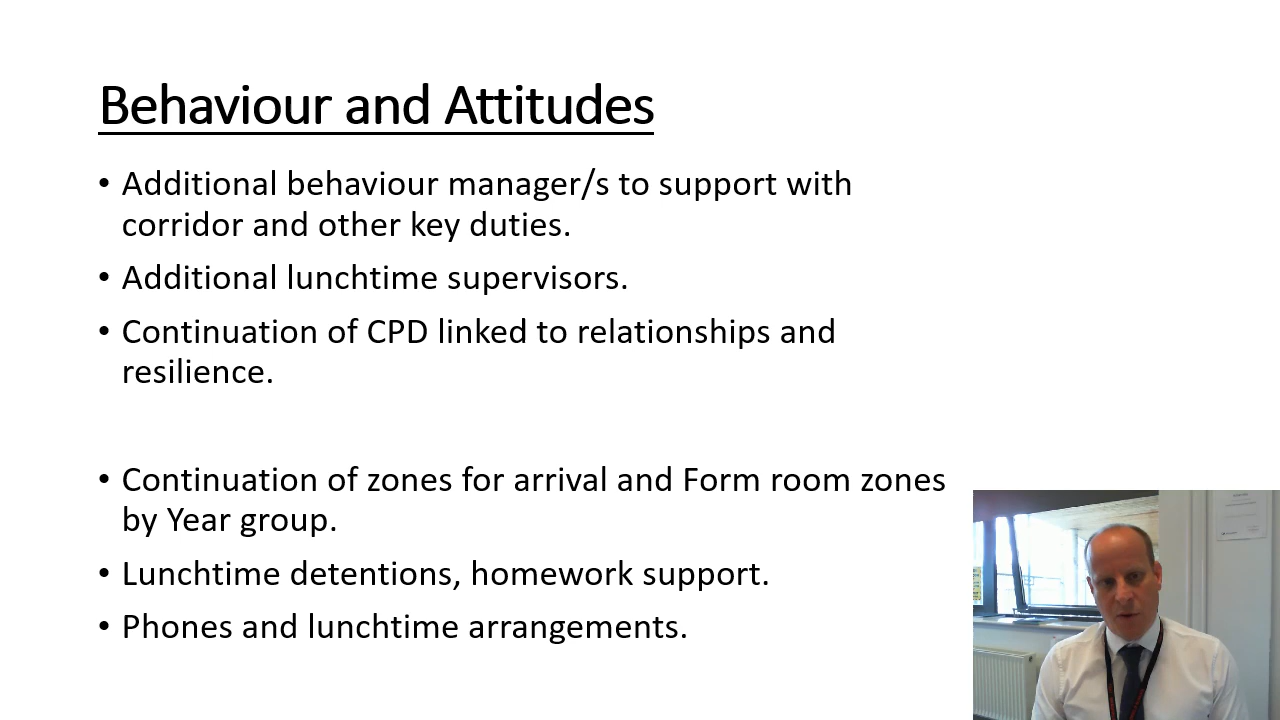 Behaviour and Attitudes
• Additional behaviour manager/s to support with
corridor and other key duties.
• Additional lunchtime supervisors.
• Continuation of CPD linked to relationships and
resilience.
• Continuation of zones for arrival and Form room zones
by Year group.
• Lunchtime detentions, homework support.
• Phones and lunchtime arrangements.